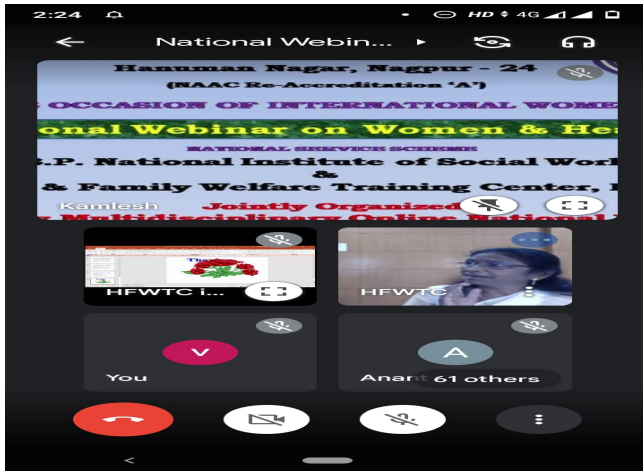 2:24 HD 4G
National Webin...
Hanuman Nagar, Nagpur - 24
(NAAC Re-Accreditation 'A')
OCCASION OF INTERNATIONAL WOME
onal Webinar on Women & He
NATIONAL SERVICE SCHEME
.P. National Institute of Social Wor
&
& Family Welfare Training Center,
Kamlesh Jointly Organized
Multidisciplinary Online National
HFWTC i...
HFWTC
V
You
A
Anant 61 others